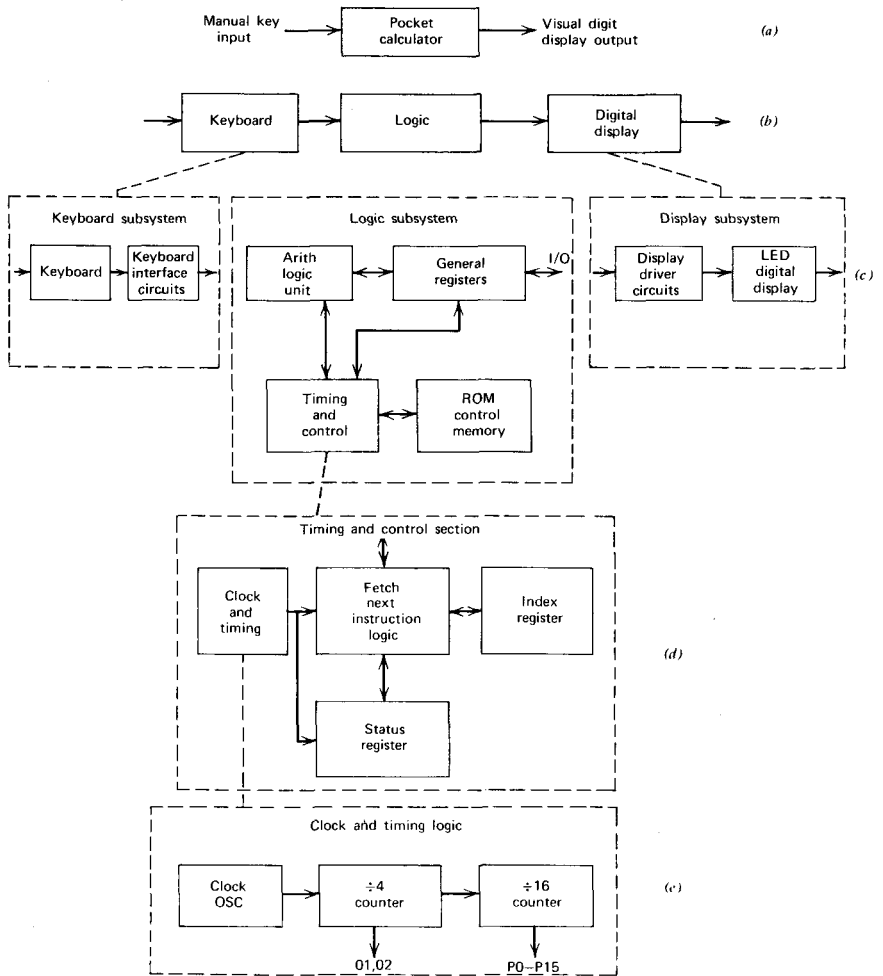 Manual key
input
Pocket
calculator
Visual digit
display output
(a)
Keyboard
Logic
Digital
display
(b)
Keyboard subsystem
Keyboard
Keyboard
interface
circuits
Logic subsystem
Arith
logic
unit
General
registers
I/O
Timing
and
control
ROM
control
memory
Display subsystem
Display
driver
circuits
LED
digital
display
(c)
Timing and control section
Clock
and
timing
Fetch
next
instruction
logic
Index
register
Status
register
(d)
Clock and timing logic
Clock
OSC
÷4
counter
÷16
counter
01,02
P0–P15
(e)